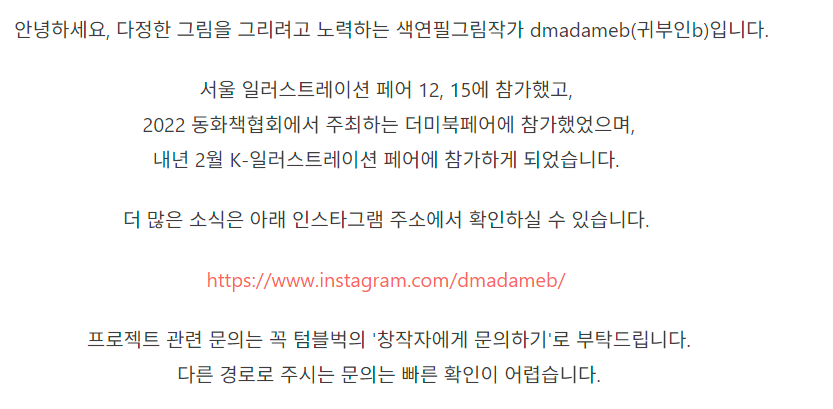 안녕하세요, 다정한 그림을 그리려고 노력하는 색연필그림작가 dmadameb(귀부인b)입니다.
서울 일러스트레이션 페어 12, 15에 참가했고,
2022 동화책협회에서 주최하는 더미북페어에 참가했었으며,
내년 2월 K-일러스트레이션 페어에 참가하게 되었습니다.
더 많은 소식은 아래 인스타그램 주소에서 확인하실 수 있습니다.
https://www.instagram.com/dmadameb/
프로젝트 관련 문의는 꼭 텀블벅의 '창작자에게 문의하기'로 부탁드립니다.
다른 경로로 주시는 문의는 빠른 확인이 어렵습니다.